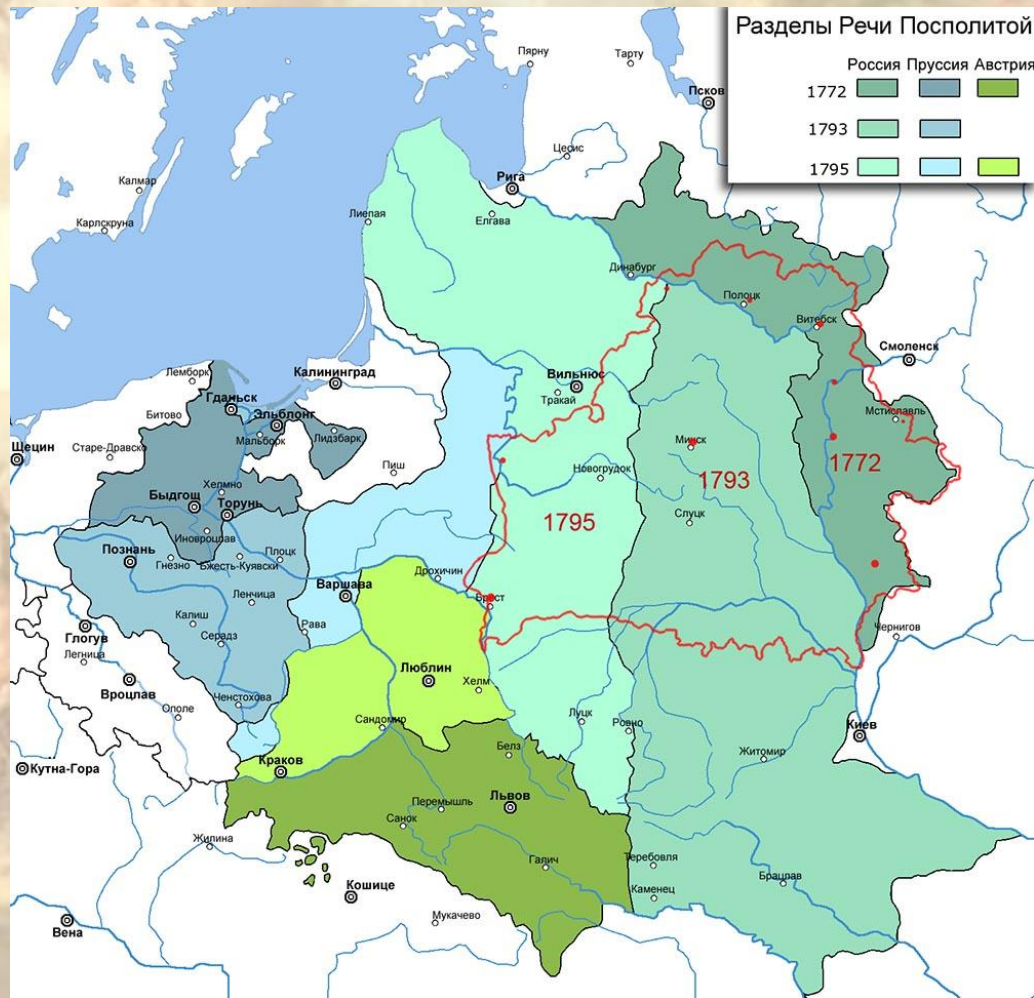 Разделы Речи Посполитой
Россия Пруссия Австрия
1772
1793
1795
Пярну
Тарту
Псков
Цесис
Рига
Калмар
Карлскруна
Лиепая
Елгава
Динабург
Полоцк
Витебск
Смоленск
Лемборк
Калининград
Вильнюс
Тракай
Гданьск
Битово
Эльблонг
Мальборк
Лидзбарк
Мстиславль
Щецин
Старе-Дравско
Пиш
Минск
1772
Хелмно
Новогрудок
1793
Быдгощ
Торунь
1795
Слуцк
Иновроцлав
Познань
Гнезно
Бжесть-Куявски
Плоцк
Дрохичин
Варшава
Ленчица
Брест
Калиш
Рава
Глогув
Серадз
Чернигов
Легница
Люблин
Вроцлав
Хелм
Ополе
Ченстохова
Сандомир
Луцк
Ровно
Киев
Белз
Житомир
Кутна-Гора
Краков
Перемышль
Львов
Санок
Жилина
Галич
Теребовля
Кошице
Каменец
Брацлав
Мукачево
Вена